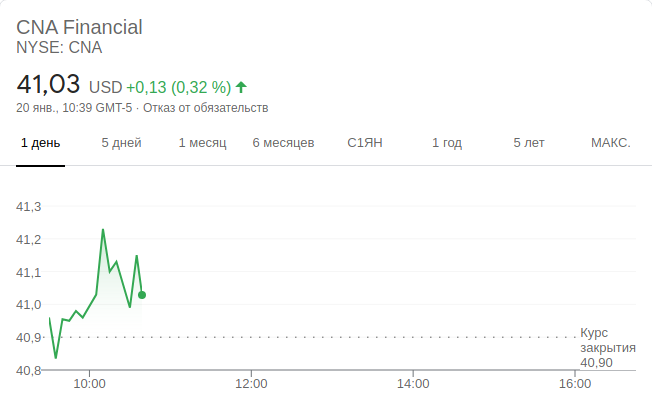 CNA Financial
NYSE: CNA
41,03 USD +0,13 (0,32 %)
20 янв., 10:39 GMT-5 · Отказ от обязательств
1 день 5 дней 1 месяц 6 месяцев С1ЯН 1 год 5 лет МАКС.
41,3
41,2
41,1
41,0
40,9
40,8
Курс
закрытия
40,90
10:00 12:00 14:00 16:00